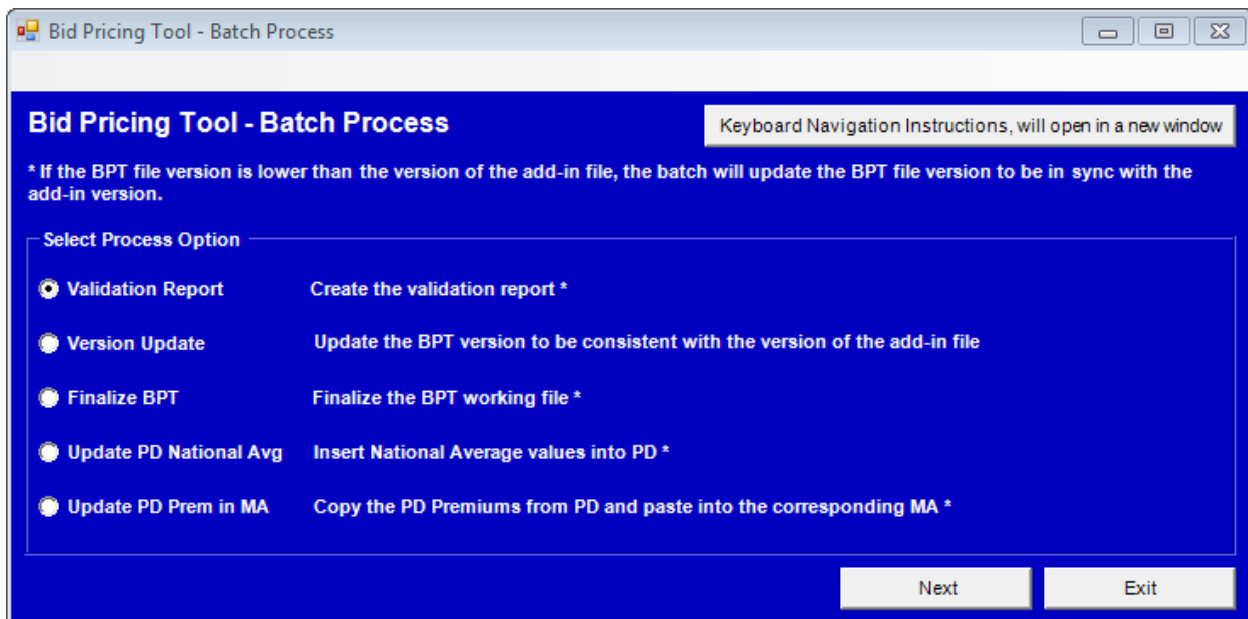 Bid Pricing Tool - Batch Process
Bid Pricing Tool - Batch Process
Keyboard Navigation Instructions, will open in a new window
* If the BPT file version is lower than the version of the add-in file, the batch will update the BPT file version to be in sync with the
add-in version.
Select Process Option
Validation Report Create the validation report *
Version Update Update the BPT version to be consistent with the version of the add-in file
Finalize BPT Finalize the BPT working file *
Update PD National Avg Insert National Average values into PD *
Update PD Prem in MA Copy the PD Premiums from PD and paste into the corresponding MA *
Next Exit